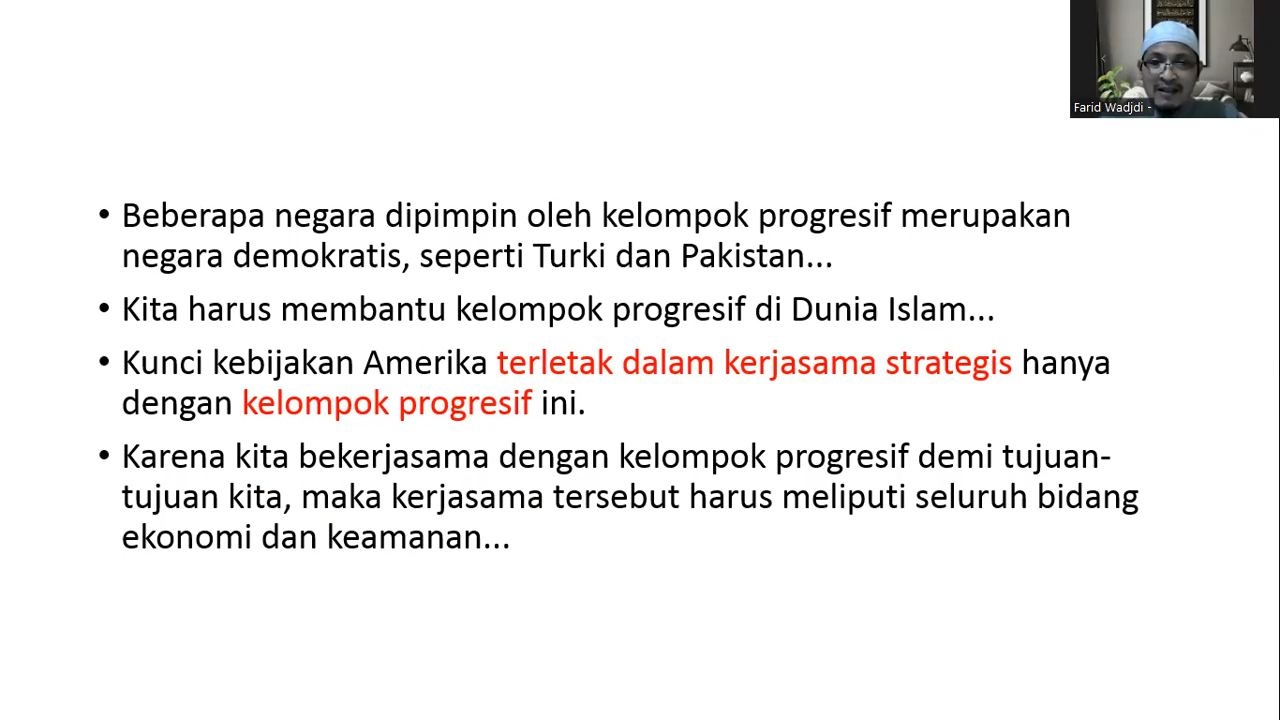 Farid Wadjdi -
• Beberapa negara dipimpin oleh kelompok progresif merupakan
negara demokratis, seperti Turki dan Pakistan...
• Kita harus membantu kelompok progresif di Dunia Islam...
• Kunci kebijakan Amerika terletak dalam kerjasama strategis hanya
dengan kelompok progresif ini.
• Karena kita bekerjasama dengan kelompok progresif demi tujuan-
tujuan kita, maka kerjasama tersebut harus meliputi seluruh bidang
ekonomi dan keamanan...